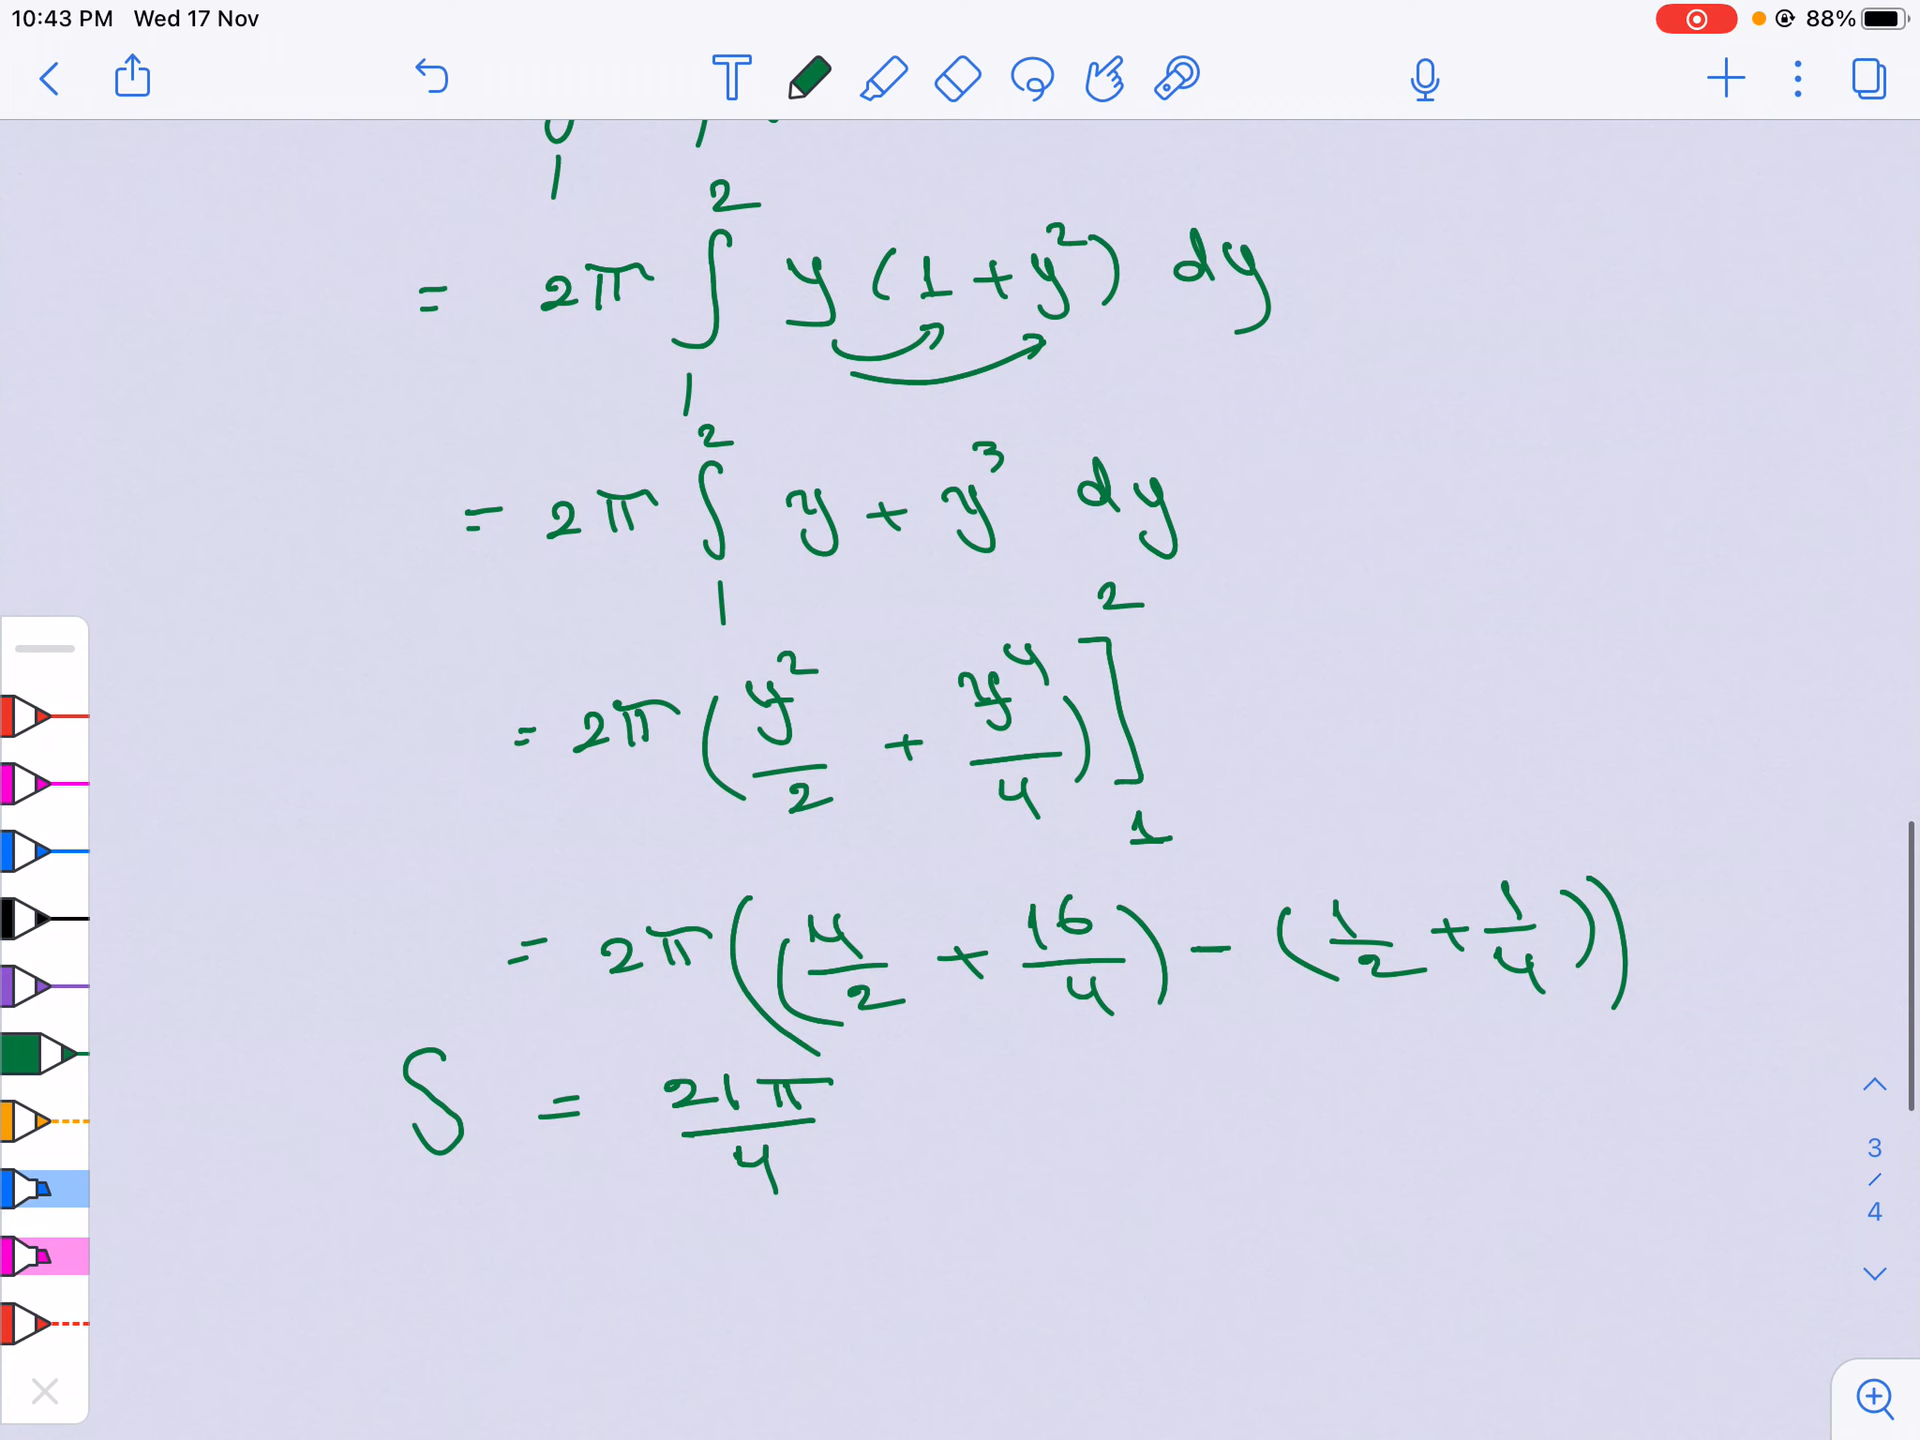 10:43 PM Wed 17 Nov
88%
T
1
= 2π ∫₁² y (1 + y²) dy
= 2π ∫₁² y + y³ dy
= 2π (y²/2 + y⁴/4)]₁²
= 2π ((4/2 + 16/4) - (1/2 + 1/4))
S = 21π/4
3
/
4